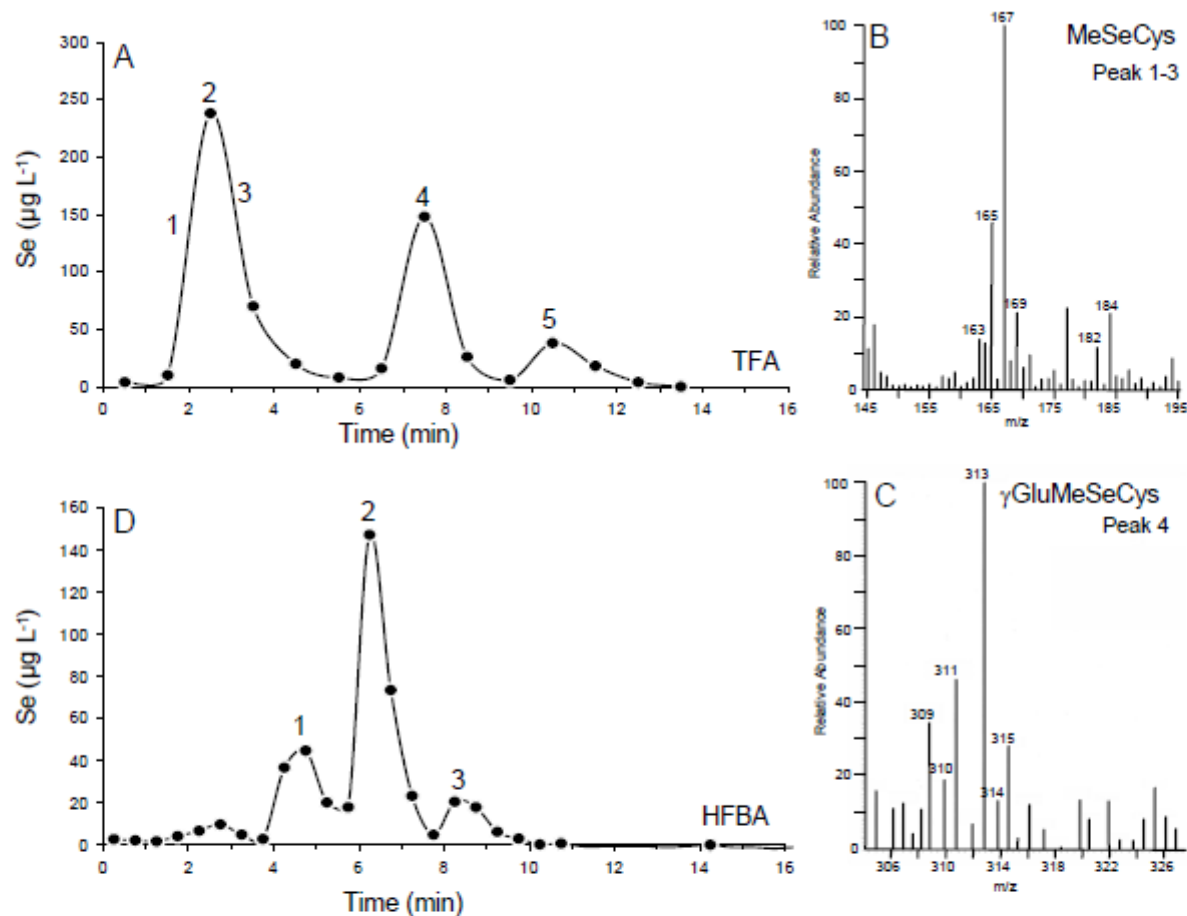 A
300
250
200
150
100
50
0
Se (µg L-1)
1
2
3
4
5
TFA
0 2 4 6 8 10 12 14 16
Time (min)
B
MeSeCys
Peak 1-3
100
80
60
40
20
0
Relative Abundance
167
165
163
169
182
184
145 155 165 175 185 195
m/z
D
160
140
120
100
80
60
40
20
0
Se (µg L-1)
1
2
3
HFBA
0 2 4 6 8 10 12 14 16
Time (min)
C
γGluMeSeCys
Peak 4
100
80
60
40
20
0
Relative Abundance
313
311
309
310
315
314
306 310 314 318 322 326
m/z